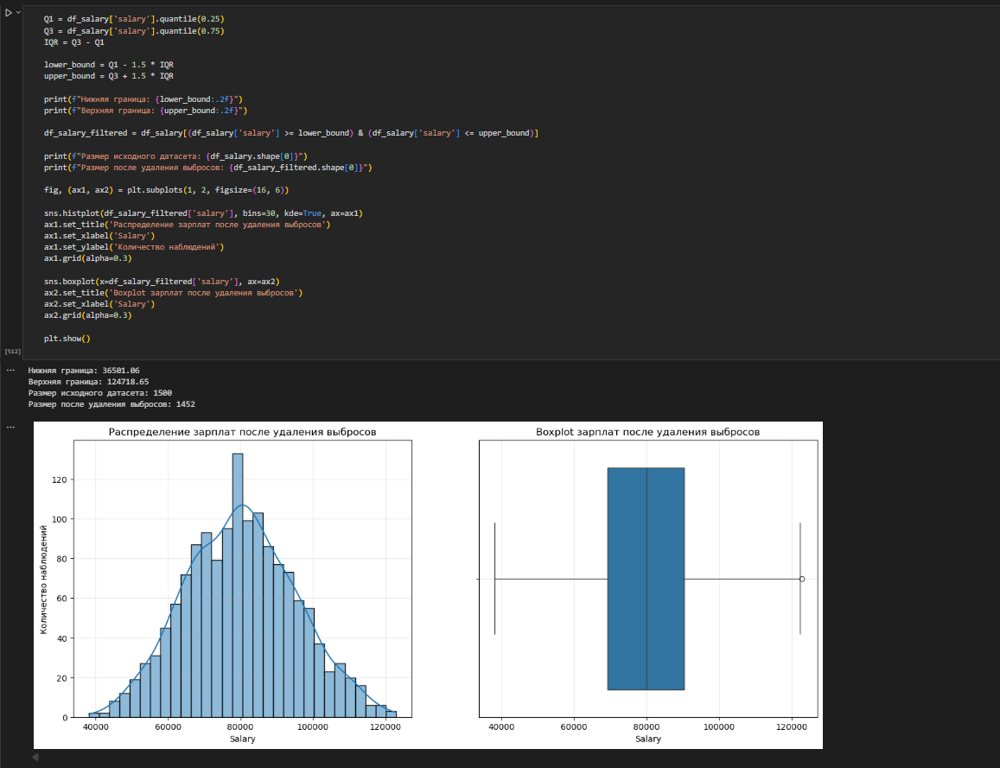 Q1 = df_salary['salary'].quantile(0.25)
Q3 = df_salary['salary'].quantile(0.75)
IQR = Q3 - Q1
lower_bound = Q1 - 1.5 * IQR
upper_bound = Q3 + 1.5 * IQR
print(f"Нижняя граница: {lower_bound:.2f}")
print(f"Верхняя граница: {upper_bound:.2f}")
df_salary_filtered = df_salary[(df_salary['salary'] >= lower_bound) & (df_salary['salary'] <= upper_bound)]
print(f"Размер исходного датасета: {df_salary.shape[0]}")
print(f"Размер после удаления выбросов: {df_salary_filtered.shape[0]}")
fig, (ax1, ax2) = plt.subplots(1, 2, figsize=(16, 6))
sns.histplot(df_salary_filtered['salary'], bins=30, kde=True, ax=ax1)
ax1.set_title('Распределение зарплат после удаления выбросов')
ax1.set_xlabel('Salary')
ax1.set_ylabel('Количество наблюдений')
ax1.grid(alpha=0.3)
sns.boxplot(x=df_salary_filtered['salary'], ax=ax2)
ax2.set_title('Boxplot зарплат после удаления выбросов')
ax2.set_xlabel('Salary')
ax2.grid(alpha=0.3)
plt.show()
[512]
Нижняя граница: 36501.06
Верхняя граница: 124718.65
Размер исходного датасета: 1500
Размер после удаления выбросов: 1452
Распределение зарплат после удаления выбросов
Количество наблюдений
120
100
80
60
40
20
0
40000 60000 80000 100000 120000
Salary
Boxplot зарплат после удаления выбросов
40000 60000 80000 100000 120000
Salary